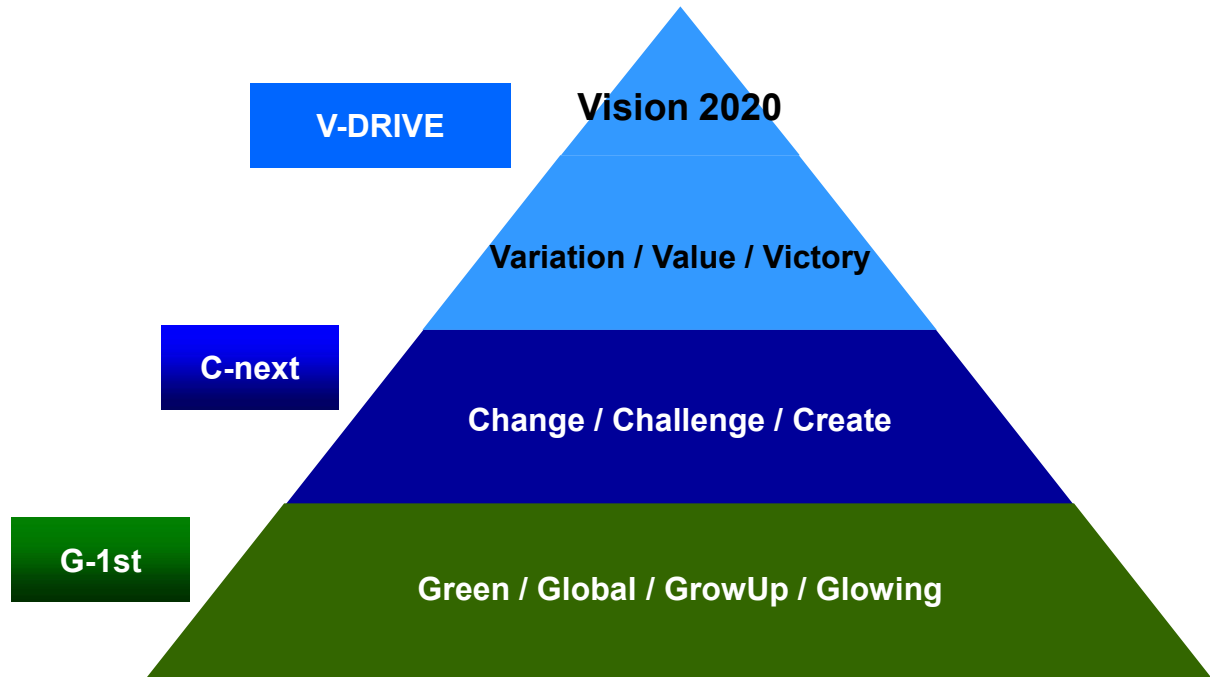 Vision 2020
V-DRIVE
Variation / Value / Victory
C-next
Change / Challenge / Create
G-1st
Green / Global / GrowUp / Glowing